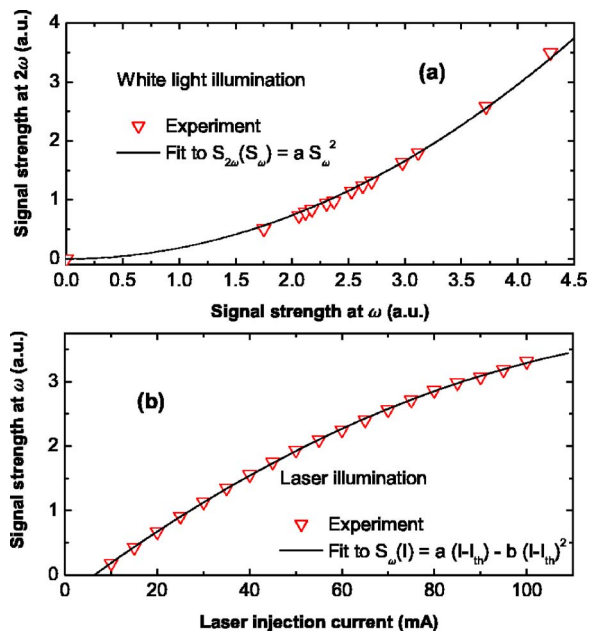 4
3
2
1
0
0.0 0.5 1.0 1.5 2.0 2.5 3.0 3.5 4.0 4.5
Signal strength at 2ω (a.u.)
Signal strength at ω (a.u.)
(a)
White light illumination
Experiment
Fit to S₂ω(Sω) = a Sω²
3
2
1
0
0 20 40 60 80 100
Signal strength at ω (a.u.)
Laser injection current (mA)
(b)
Laser illumination
Experiment
Fit to Sω(I) = a (I-Ith) - b (I-Ith)²